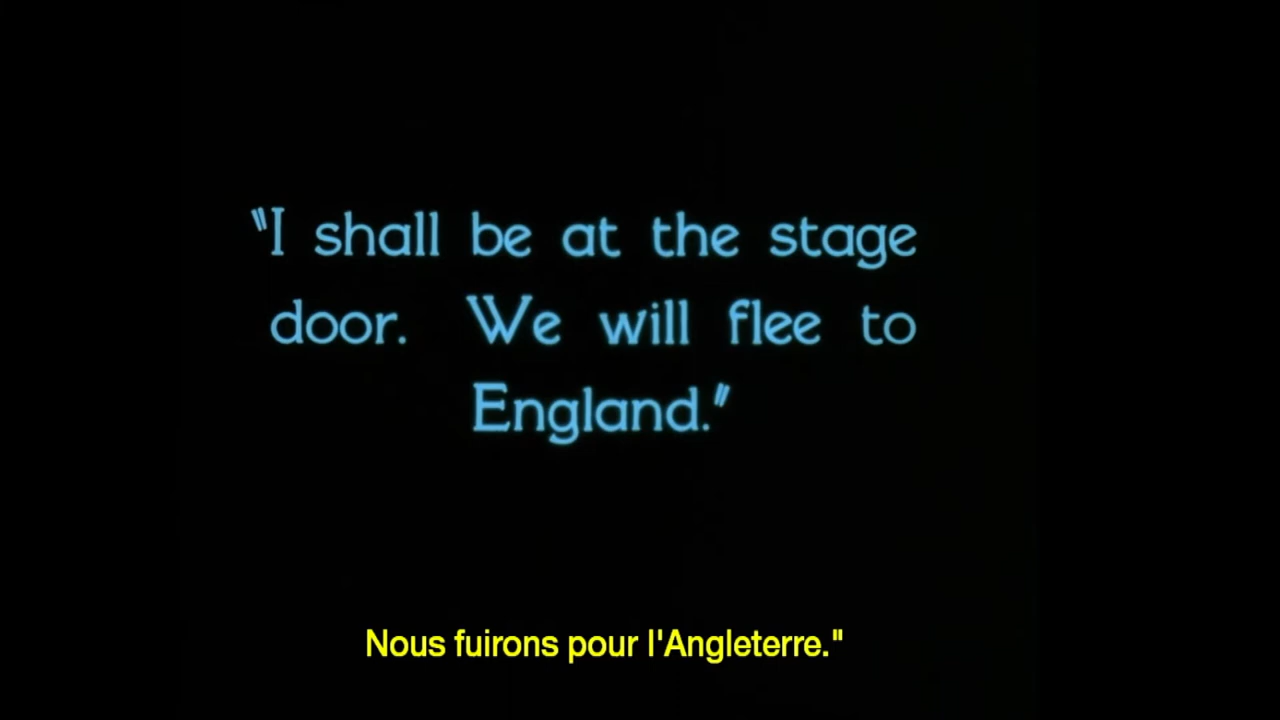 "I shall be at the stage
door. We will flee to
England."
Nous fuirons pour l'Angleterre."